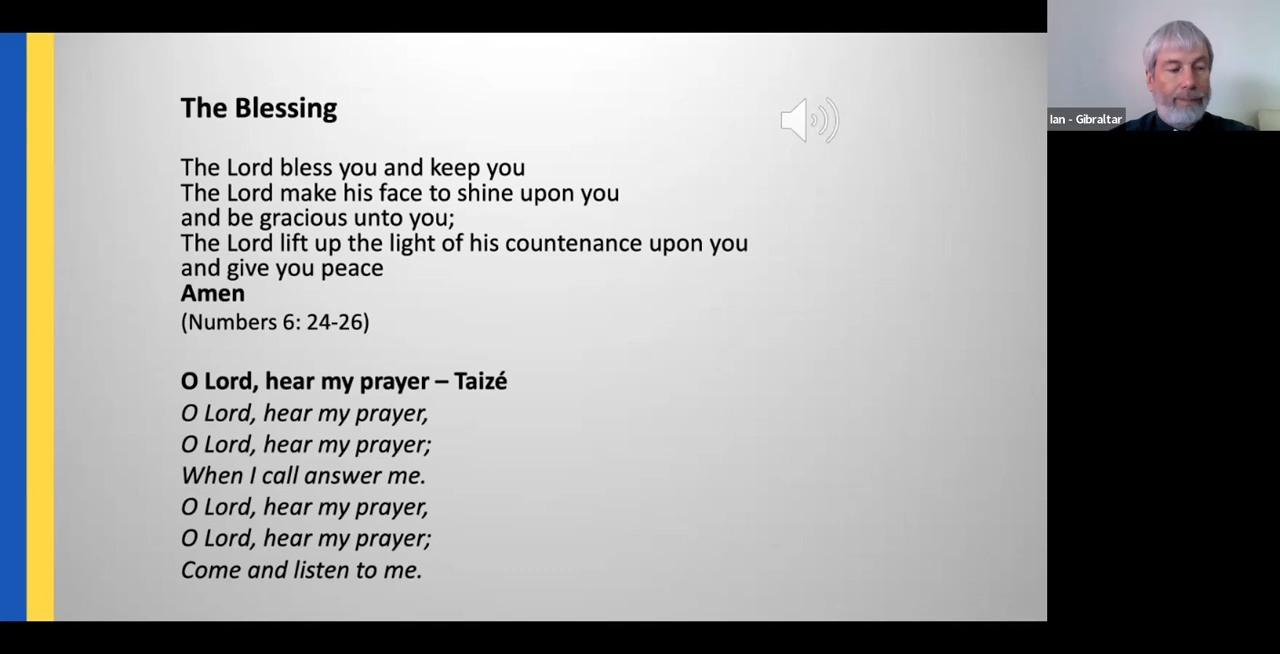 The Blessing
The Lord bless you and keep you
The Lord make his face to shine upon you
and be gracious unto you;
The Lord lift up the light of his countenance upon you
and give you peace
Amen
(Numbers 6: 24-26)
O Lord, hear my prayer – Taizé
O Lord, hear my prayer,
O Lord, hear my prayer;
When I call answer me.
O Lord, hear my prayer,
O Lord, hear my prayer;
Come and listen to me.
Ian - Gibraltar